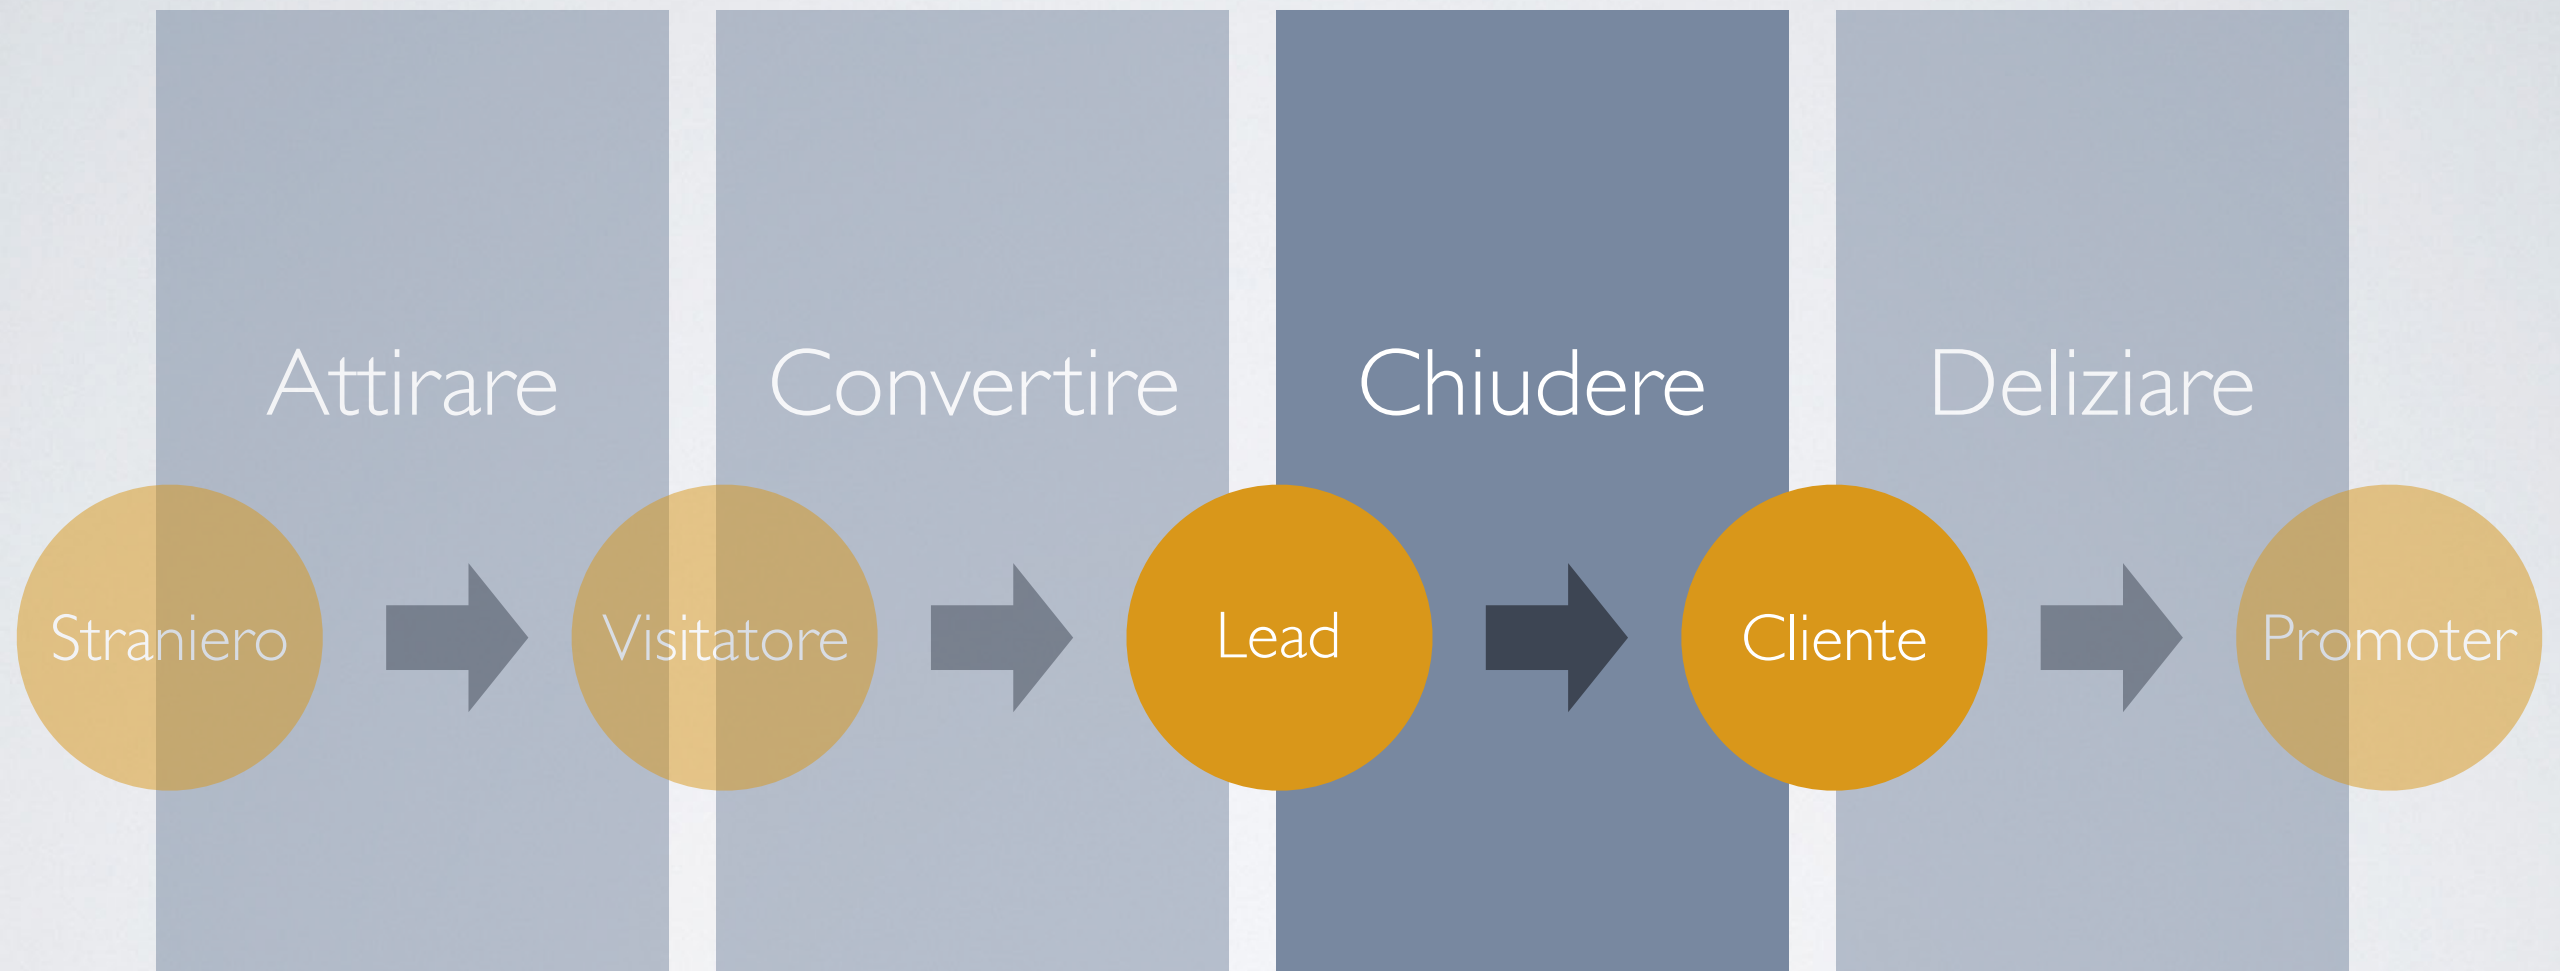 Attirare
Convertire
Chiudere
Deliziare
Straniero
Visitatore
Lead
Cliente
Promoter